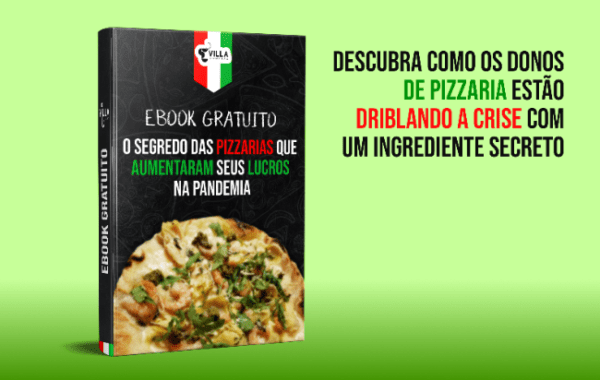 VILLA
EBOOK GRATUITO
O SEGREDO DAS PIZZARIAS QUE
AUMENTARAM SEUS LUCROS
NA PANDEMIA
VILLA
EBOOK GRATUITO
DESCUBRA COMO OS DONOS
DE PIZZARIA ESTÃO
DRIBLANDO A CRISE COM
UM INGREDIENTE SECRETO